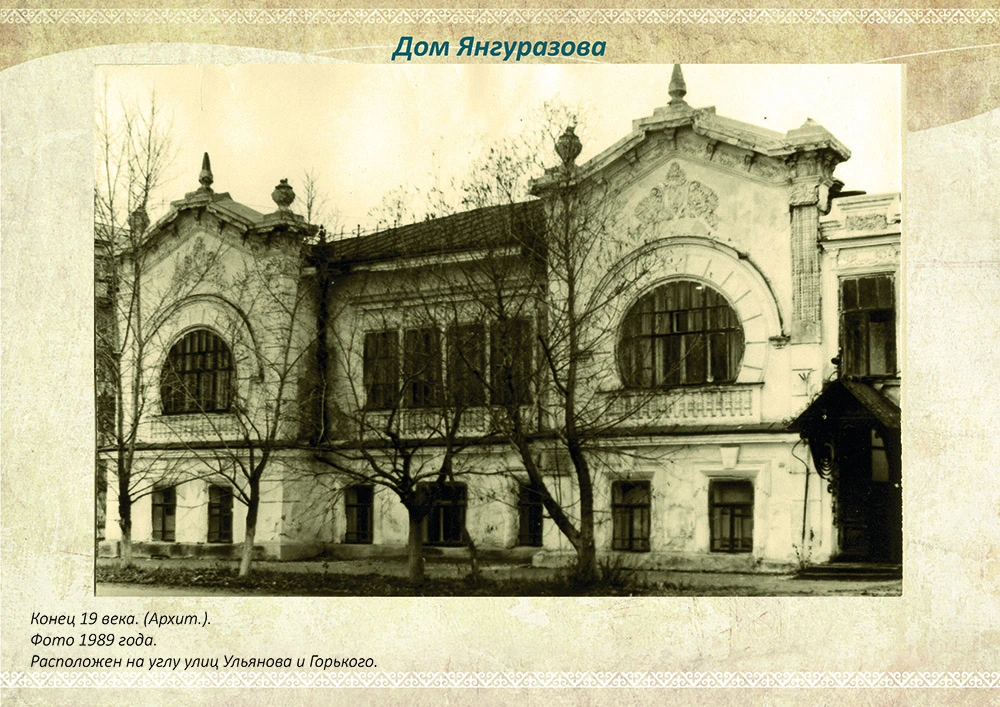 Дом Янгуразова
Конец 19 века. (Архит.).
Фото 1989 года.
Расположен на углу улиц Ульянова и Горького.